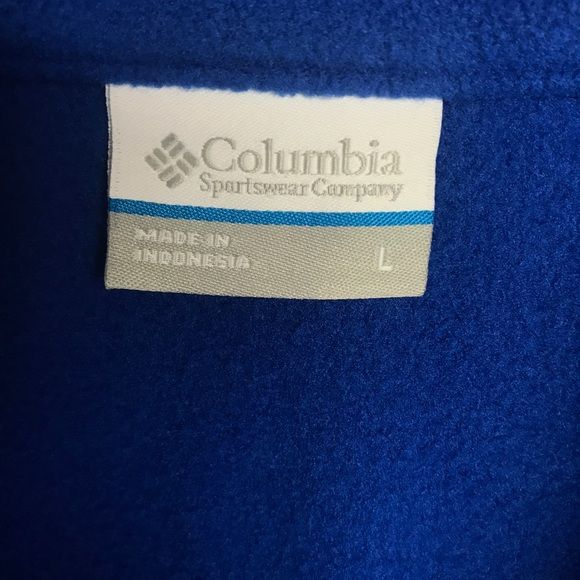 Columbia
Sportswear Company
MADE IN
INDONESIA
L